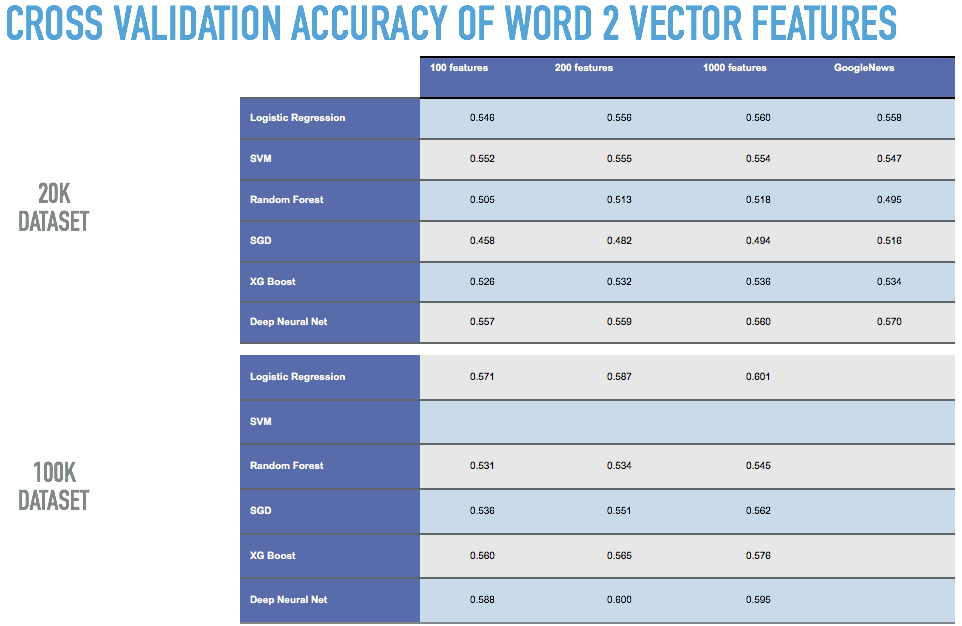 CROSS VALIDATION ACCURACY OF WORD 2 VECTOR FEATURES
100 features 200 features 1000 features GoogleNews
20K
DATASET
Logistic Regression 0.546 0.556 0.560 0.558
SVM 0.552 0.555 0.554 0.547
Random Forest 0.505 0.513 0.518 0.495
SGD 0.458 0.482 0.494 0.516
XG Boost 0.526 0.532 0.536 0.534
Deep Neural Net 0.557 0.559 0.560 0.570
100K
DATASET
Logistic Regression 0.571 0.587 0.601
SVM
Random Forest 0.531 0.534 0.545
SGD 0.536 0.551 0.562
XG Boost 0.560 0.565 0.576
Deep Neural Net 0.588 0.600 0.595